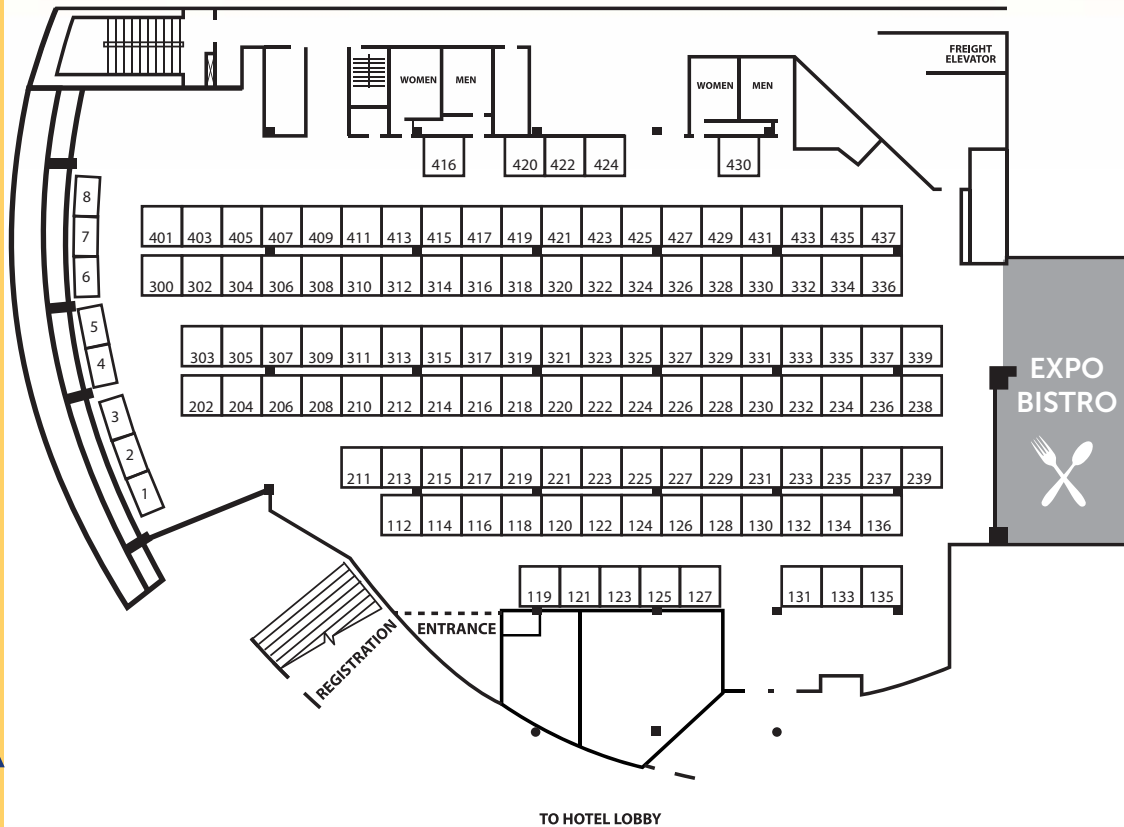 FREIGHT
ELEVATOR
WOMEN MEN
WOMEN MEN
416 420 422 424 430
8
7
6
5
4
3
2
1
401 403 405 407 409 411 413 415 417 419 421 423 425 427 429 431 433 435 437
300 302 304 306 308 310 312 314 316 318 320 322 324 326 328 330 332 334 336
303 305 307 309 311 313 315 317 319 321 323 325 327 329 331 333 335 337 339
202 204 206 208 210 212 214 216 218 220 222 224 226 228 230 232 234 236 238
EXPO
BISTRO
211 213 215 217 219 221 223 225 227 229 231 233 235 237 239
112 114 116 118 120 122 124 126 128 130 132 134 136
119 121 123 125 127 131 133 135
ENTRANCE
REGISTRATION
TO HOTEL LOBBY